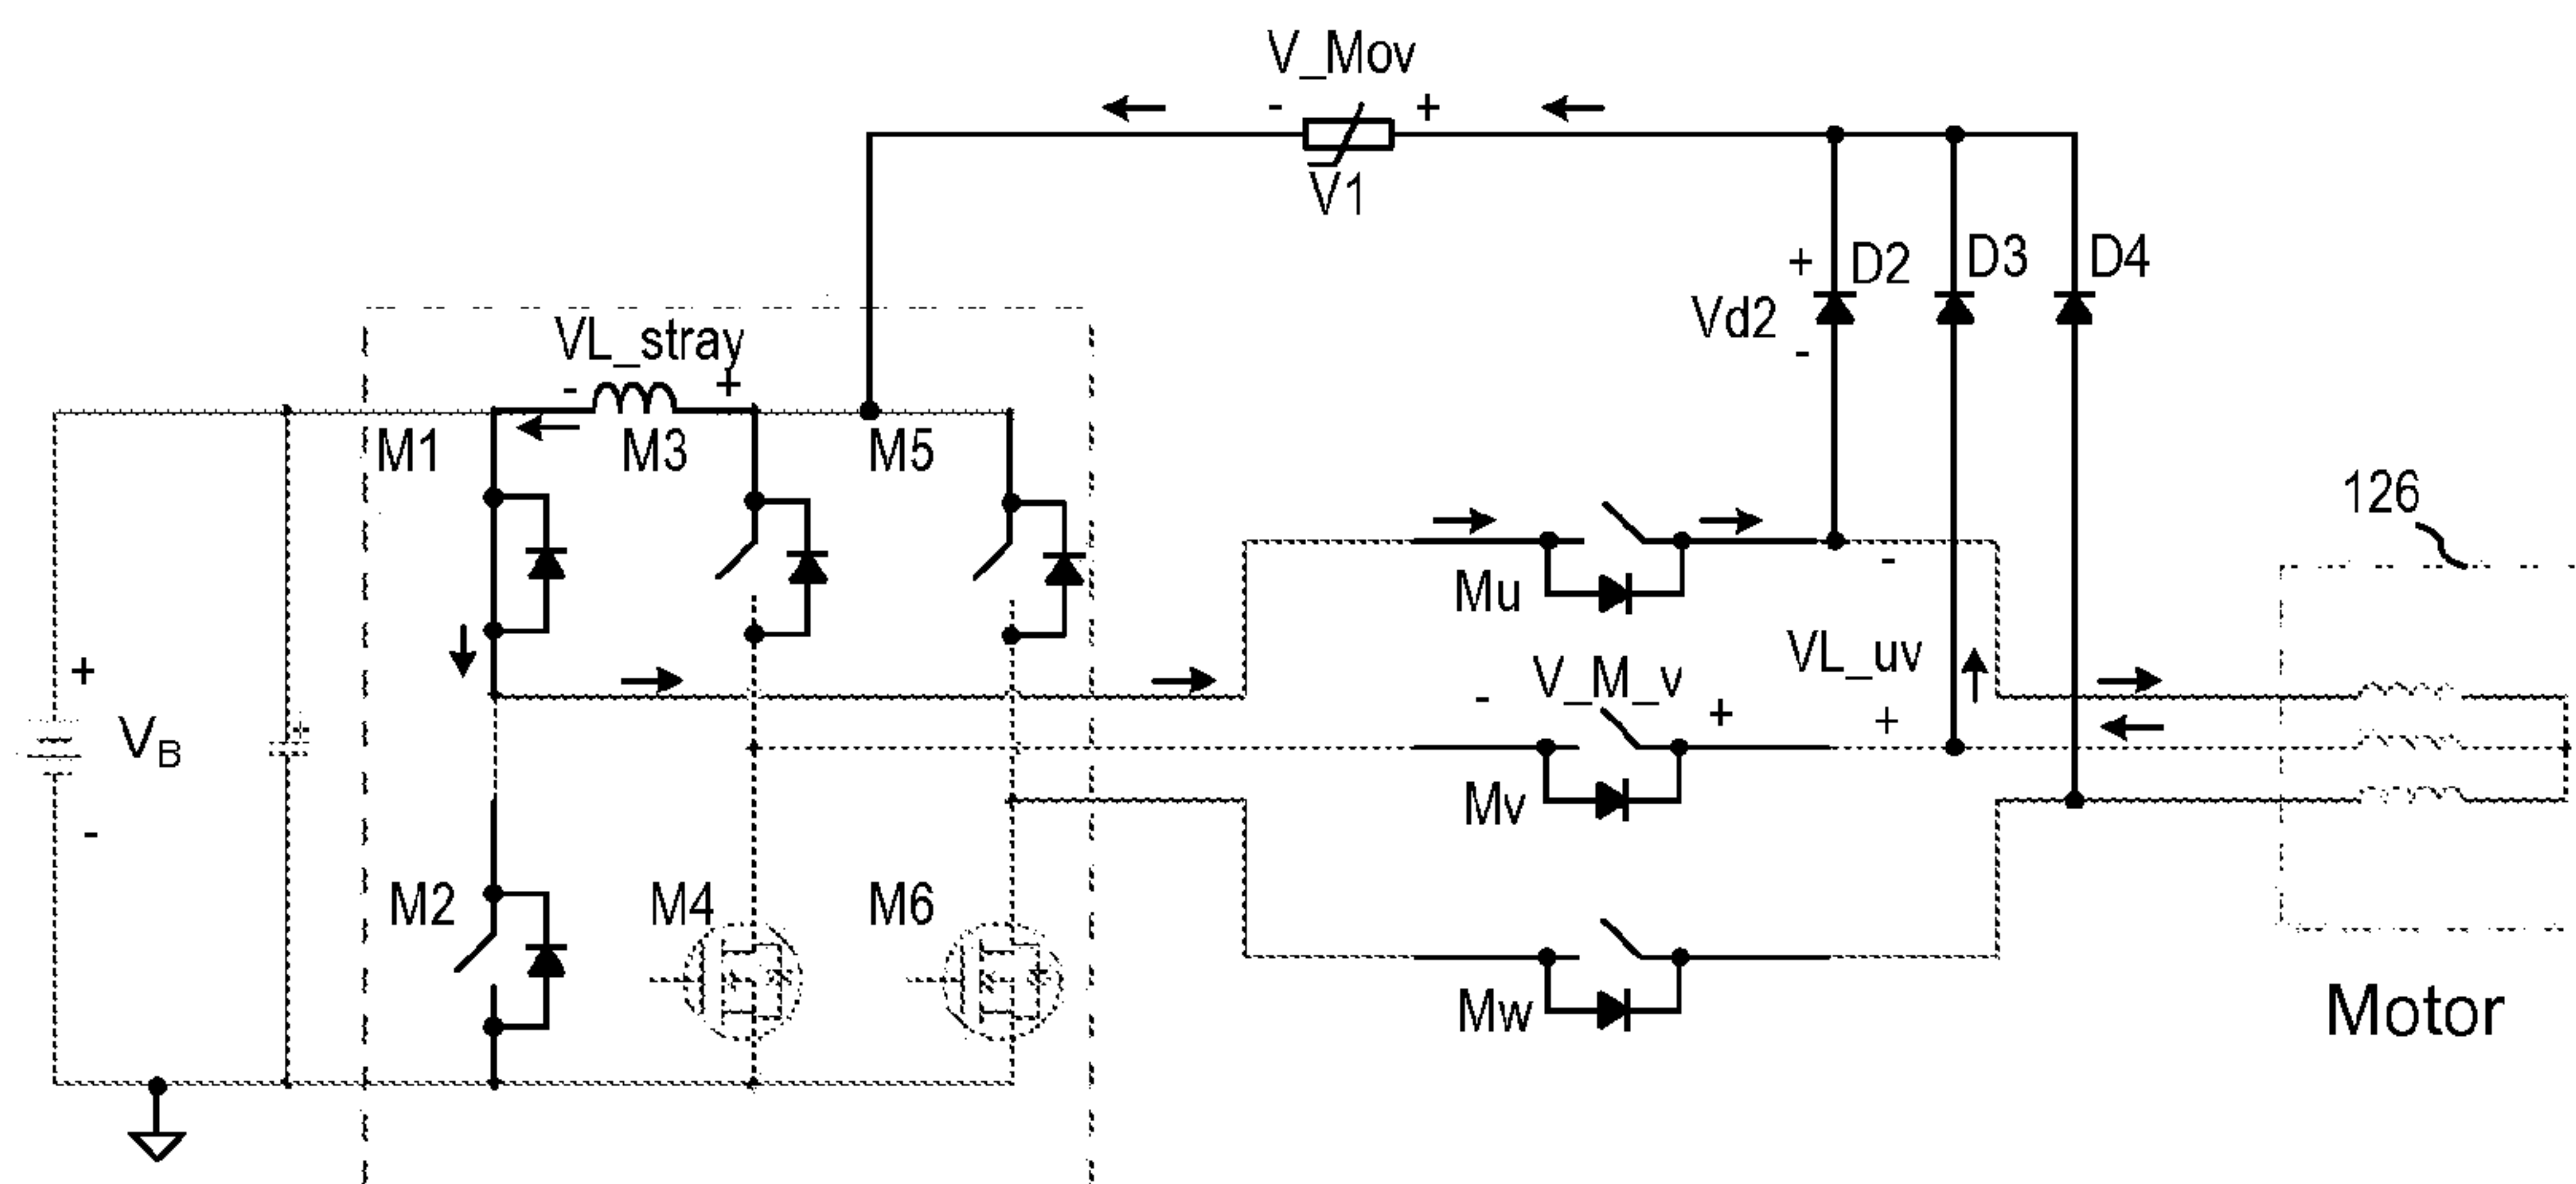 V_Mov
- +
V1
+ D2 D3 D4
Vd2
-
VL_stray
- +
M1 M3 M5
126
Mu
-
+
VB
-
- V_M_v +
VL_uv
+
Mv
M2 M4 M6
Mw
Motor
+